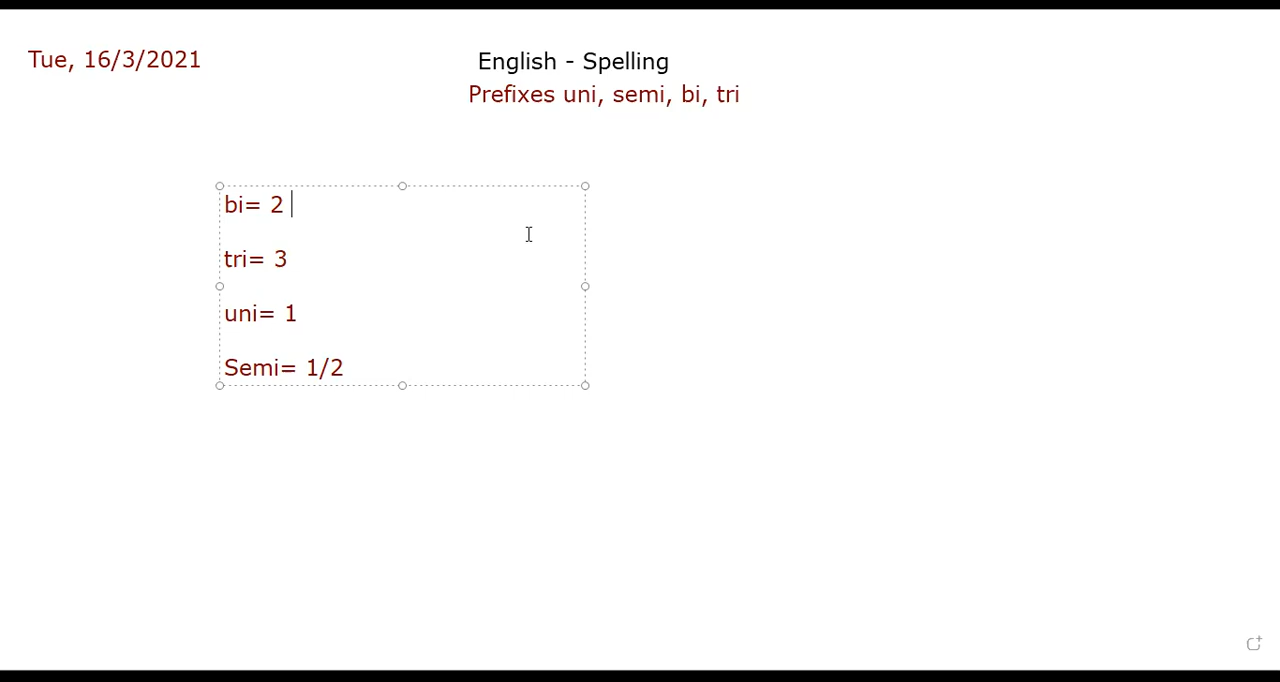 Tue, 16/3/2021
English - Spelling
Prefixes uni, semi, bi, tri
bi= 2
tri= 3
uni= 1
Semi= 1/2